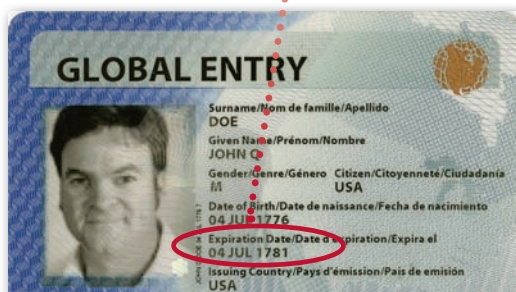 GLOBAL ENTRY
Surname/Nom de famille/Apellido
DOE
Given Name/Prénom/Nombre
JOHN Q
Gender/Genre/Género Citizen/Citoyenneté/Ciudadanía
M USA
Date of Birth/Date de naissance/Fecha de nacimiento
04 JUL 1776
Expiration Date/Date d'expiration/Expira el
04 JUL 1781
Issuing Country/Pays d'émission/Pais de emisión
USA